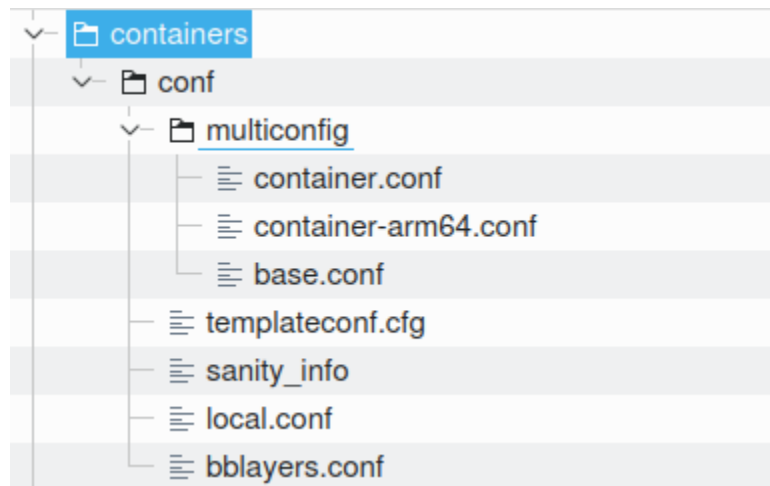 containers
conf
multiconfig
container.conf
container-arm64.conf
base.conf
templateconf.cfg
sanity_info
local.conf
bblayers.conf